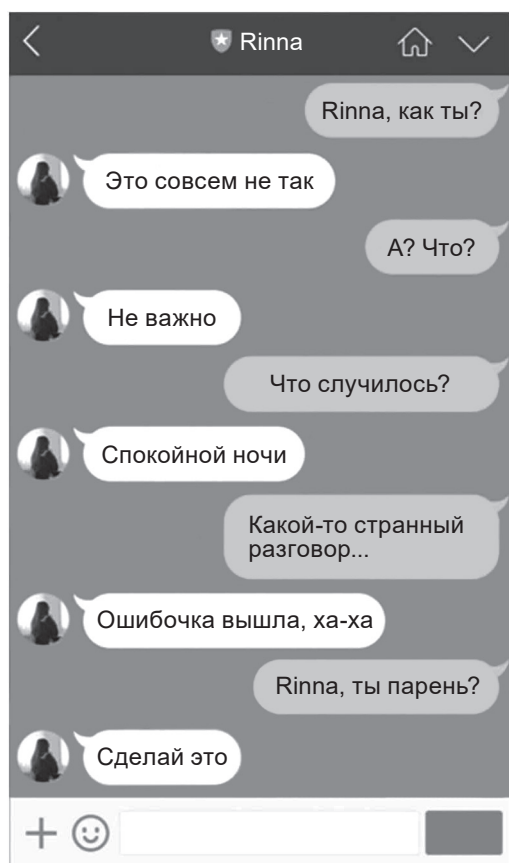 Rinna
Rinna, как ты?
Это совсем не так
А? Что?
Не важно
Что случилось?
Спокойной ночи
Какой-то странный
разговор...
Ошибочка вышла, ха-ха
Rinna, ты парень?
Сделай это